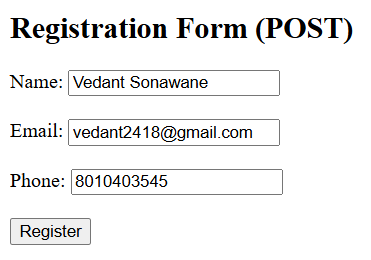 Registration Form (POST)
Name: Vedant Sonawane
Email: vedant2418@gmail.com
Phone: 8010403545
Register